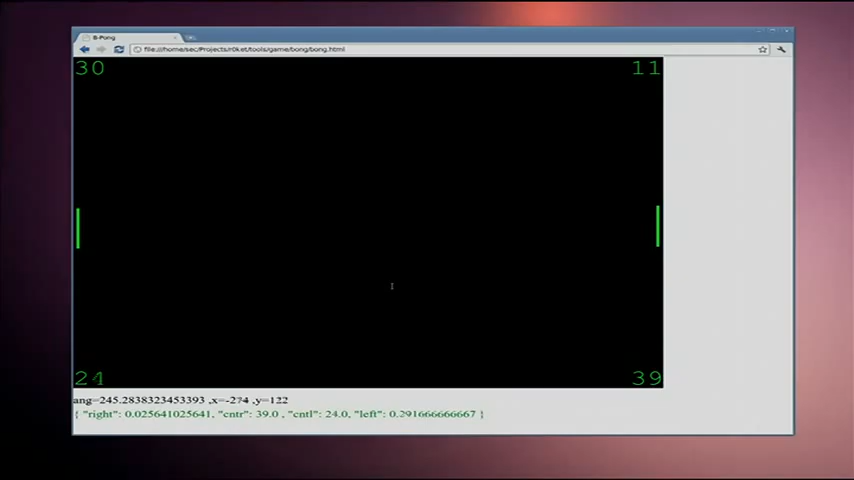 B-Pong
file:///home/sec/Projects/r0ket/tools/game/bong/bong.html
30 11
24 39
ang=245.2838323453393 ,x=-274 ,y=122
{ "right": 0.025641025641, "cntr": 39.0 , "cntl": 24.0, "left": 0.291666666667 }